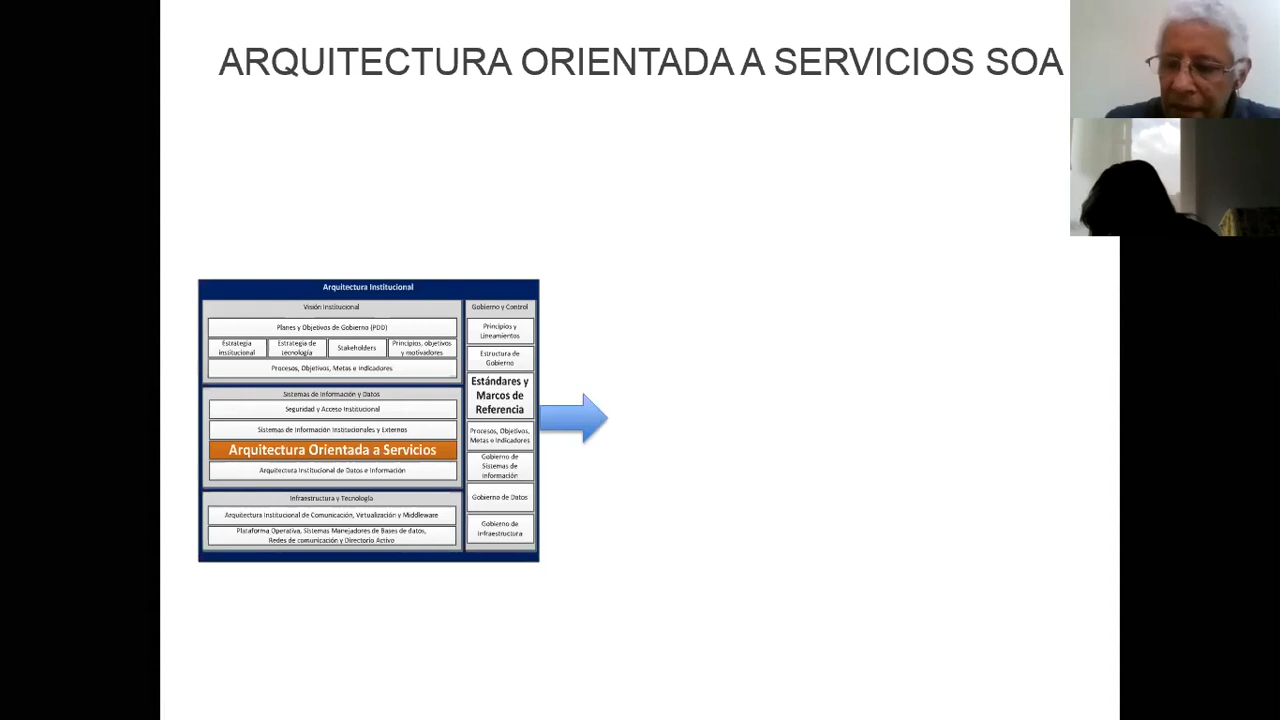 ARQUITECTURA ORIENTADA A SERVICIOS SOA
Arquitectura Institucional
Visión Institucional
Planes y Objetivos de Gobierno (PDD)
Estrategia
institucional
Estrategia de
tecnología
Stakeholders
Principios, objetivos
y motivadores
Procesos, Objetivos, Metas e Indicadores
Sistemas de Información y Datos
Seguridad y Acceso Institucional
Sistemas de Información Institucionales y Externos
Arquitectura Orientada a Servicios
Arquitectura Institucional de Datos e Información
Infraestructura y Tecnología
Arquitectura Institucional de Comunicación, Virtualización y Middleware
Plataforma Operativa, Sistemas Manejadores de Bases de datos,
Redes de comunicación y Directorio Activo
Gobierno y Control
Principios y
Lineamientos
Estructura de
Gobierno
Estándares y
Marcos de
Referencia
Procesos, Objetivos,
Metas e Indicadores
Gobierno de
Sistemas de
Información
Gobierno de Datos
Gobierno de
Infraestructura